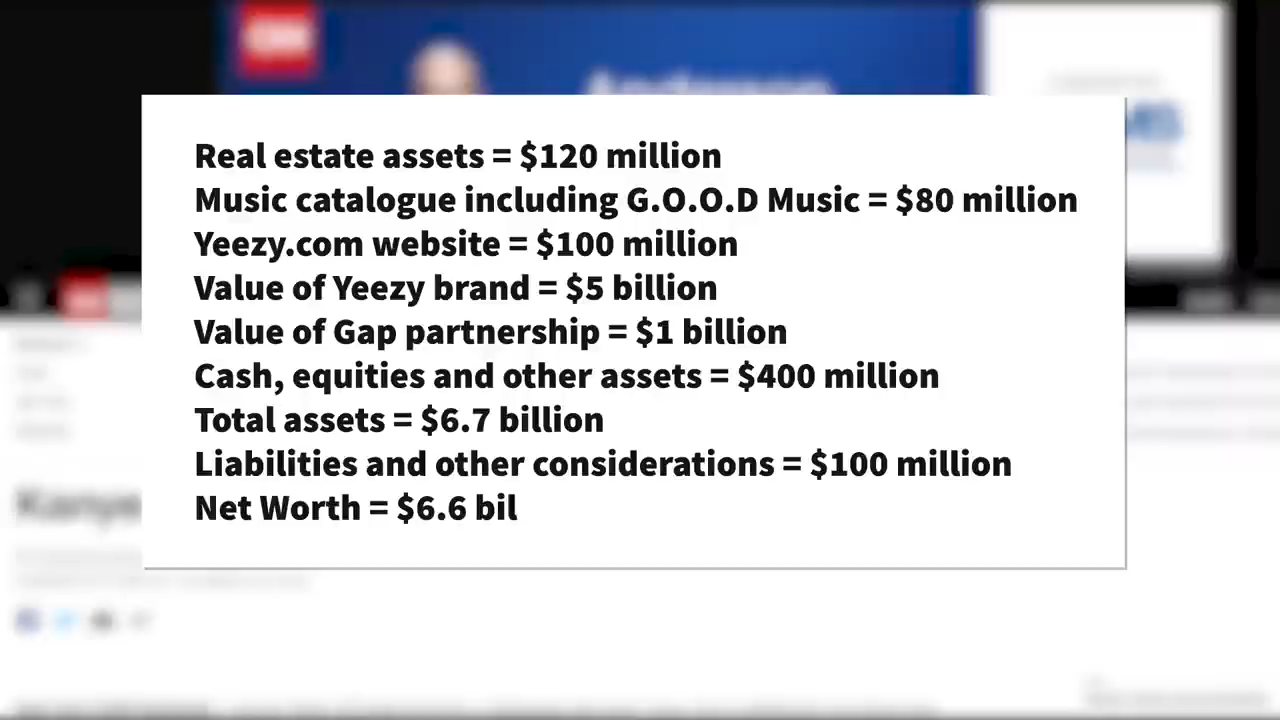 Real estate assets = $120 million
Music catalogue including G.O.O.D Music = $80 million
Yeezy.com website = $100 million
Value of Yeezy brand = $5 billion
Value of Gap partnership = $1 billion
Cash, equities and other assets = $400 million
Total assets = $6.7 billion
Liabilities and other considerations = $100 million
Net Worth = $6.6 bil
Kanye